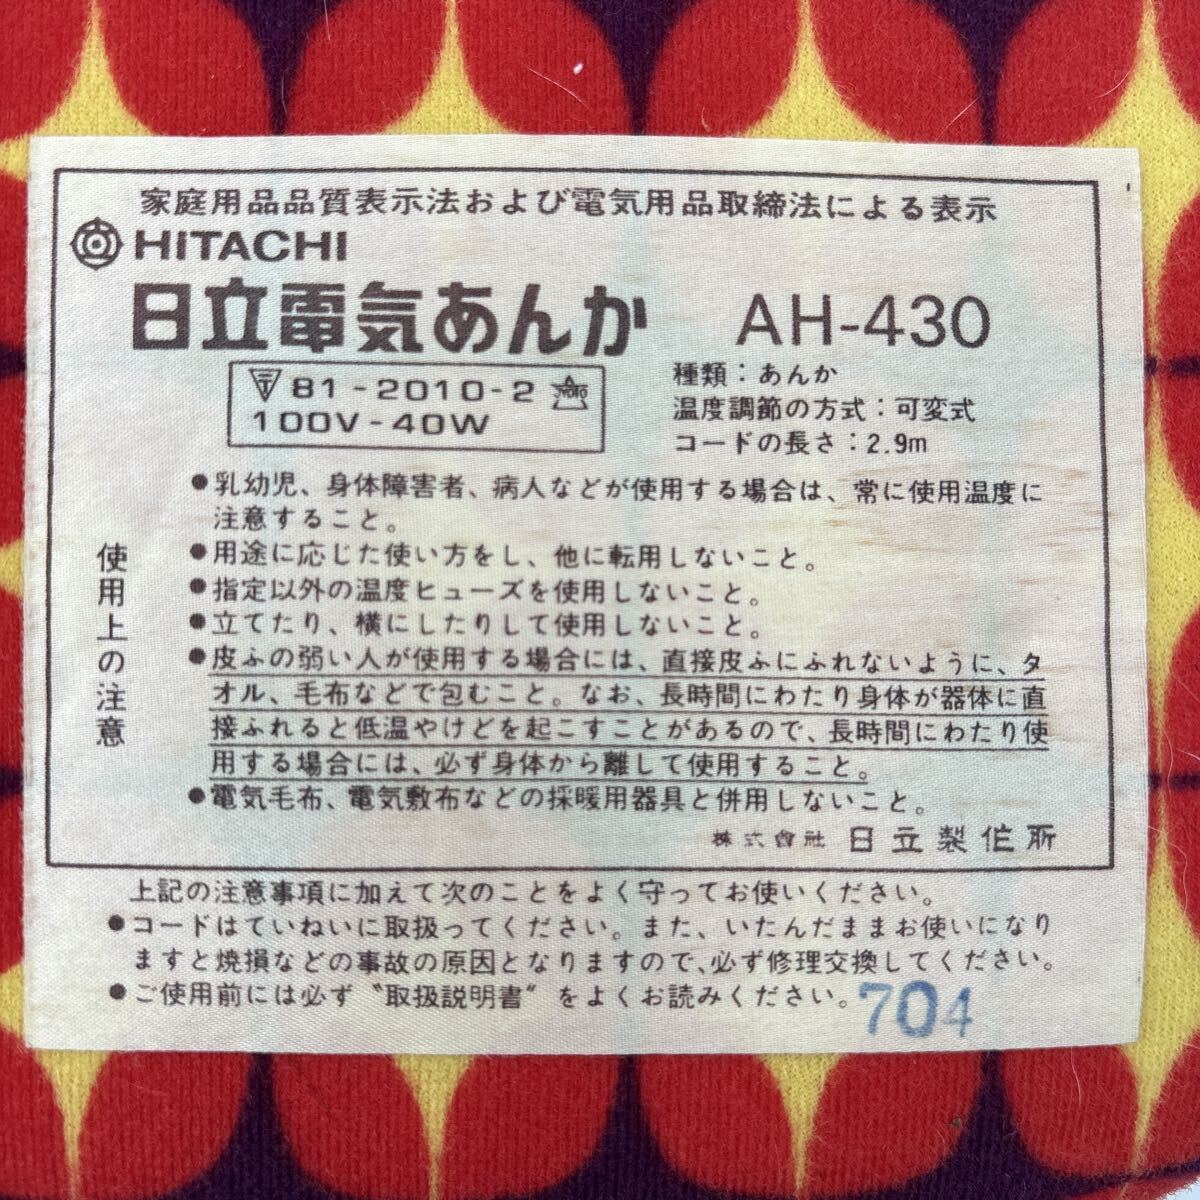 家庭用品品質表示法および電気用品取締法による表示
HITACHI
日立電気あんか AH-430
81-2010-2
100V-40W
種類：あんか
温度調節の方式：可変式
コードの長さ：2.9m
使用上の注意
●乳幼児、身体障害者、病人などが使用する場合は、常に使用温度に
注意すること。
●用途に応じた使い方をし、他に転用しないこと。
●指定以外の温度ヒューズを使用しないこと。
●立てたり、横にしたりして使用しないこと。
●皮ふの弱い人が使用する場合には、直接皮ふにふれないように、タ
オル、毛布などで包むこと。なお、長時間にわたり身体が器体に直
接ふれると低温やけどを起こすことがあるので、長時間にわたり使
用する場合には、必ず身体から離して使用すること。
●電気毛布、電気敷布などの採暖用器具と併用しないこと。
株式會社 日立製作所
上記の注意事項に加えて次のことをよく守ってお使いください。
●コードはていねいに取扱ってください。また、いたんだままお使いになり
ますと焼損などの事故の原因となりますので、必ず修理交換してください。
●ご使用前には必ず〝取扱説明書〟をよくお読みください。
704